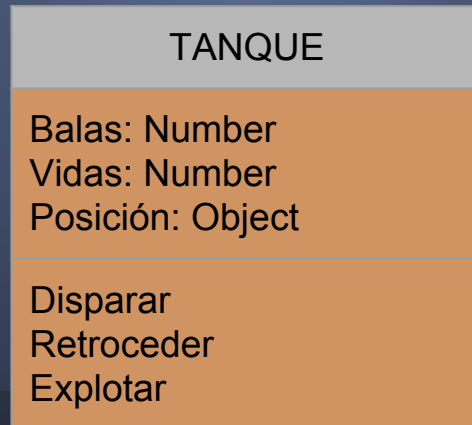 TANQUE
Balas: Number
Vidas: Number
Posición: Object
Disparar
Retroceder
Explotar